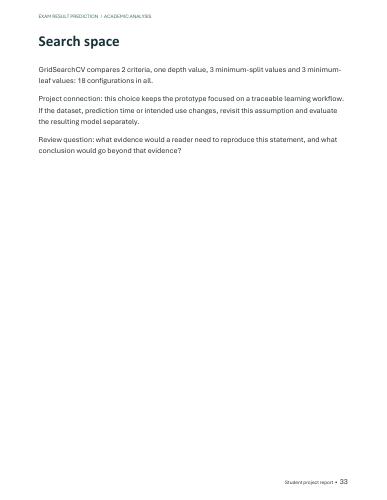 EXAM RESULT PREDICTION / ACADEMIC ANALYSIS
Search space
GridSearchCV compares 2 criteria, one depth value, 3 minimum-split values and 3 minimum-
leaf values: 18 configurations in all.
Project connection: this choice keeps the prototype focused on a traceable learning workflow.
If the dataset, prediction time or intended use changes, revisit this assumption and evaluate
the resulting model separately.
Review question: what evidence would a reader need to reproduce this statement, and what
conclusion would go beyond that evidence?
Student project report • 33